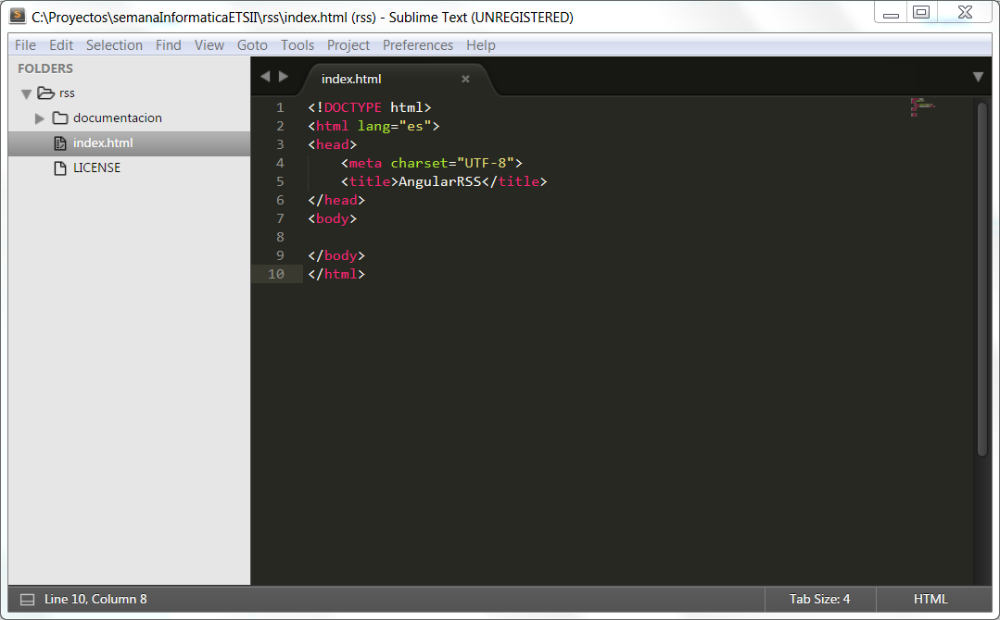 C:\Proyectos\semanaInformaticaETSII\rss\index.html (rss) - Sublime Text (UNREGISTERED)
File Edit Selection Find View Goto Tools Project Preferences Help
FOLDERS
rss
documentacion
index.html
LICENSE
index.html
1 <!DOCTYPE html>
2 <html lang="es">
3 <head>
4     <meta charset="UTF-8">
5     <title>AngularRSS</title>
6 </head>
7 <body>
8
9 </body>
10 </html>
Line 10, Column 8 Tab Size: 4 HTML